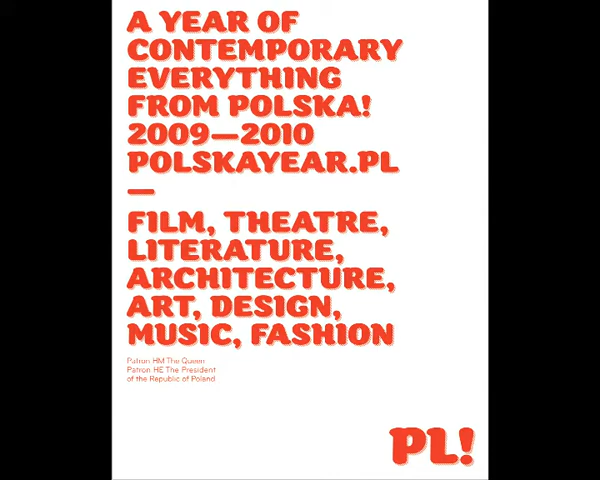 A YEAR OF
CONTEMPORARY
EVERYTHING
FROM POLSKA!
2009—2010
POLSKAYEAR.PL
—
FILM, THEATRE,
LITERATURE,
ARCHITECTURE,
ART, DESIGN,
MUSIC, FASHION
Patron HM The Queen
Patron HE The President
of the Republic of Poland
PL!